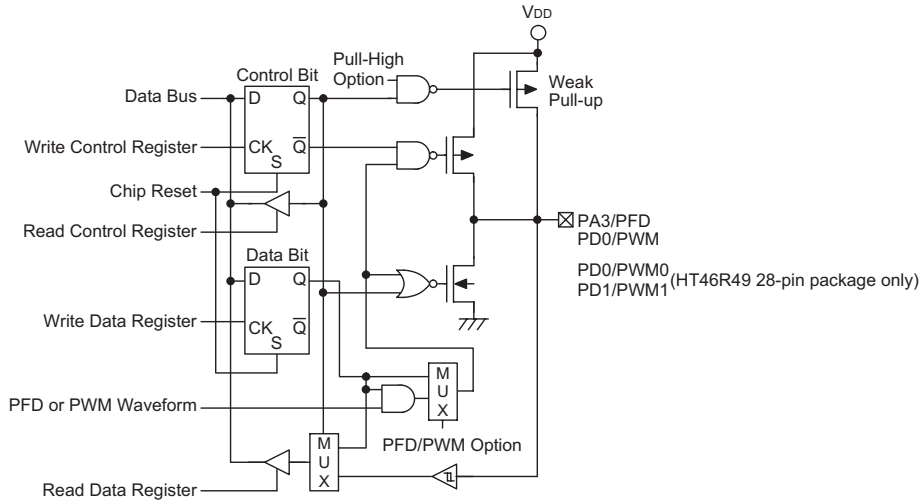 VDD
Pull-High
Option
Control Bit
Weak
Pull-up
Data Bus
D
Q
Write Control Register
CK
Q
S
Chip Reset
Read Control Register
PA3/PFD
PD0/PWM
PD0/PWM0
PD1/PWM1
(HT46R49 28-pin package only)
Data Bit
D
Q
Write Data Register
CK
Q
S
M
U
X
PFD or PWM Waveform
PFD/PWM Option
M
U
X
Read Data Register